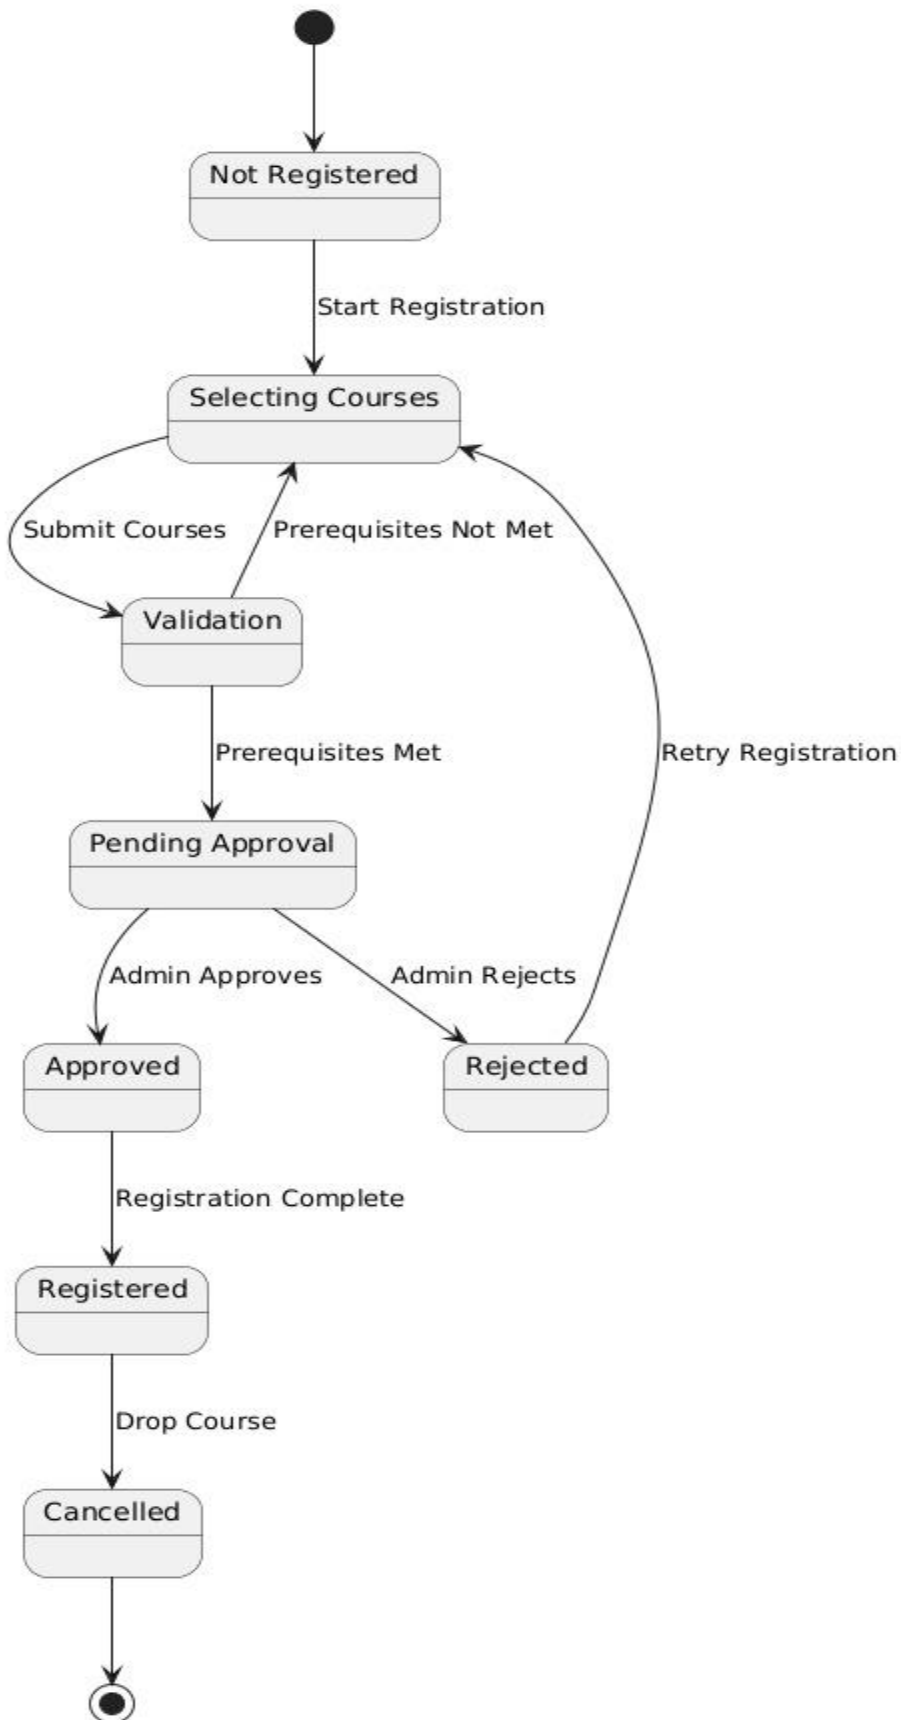 Not Registered
Start Registration
Selecting Courses
Submit Courses
Prerequisites Not Met
Validation
Prerequisites Met
Retry Registration
Pending Approval
Admin Approves
Admin Rejects
Approved
Rejected
Registration Complete
Registered
Drop Course
Cancelled